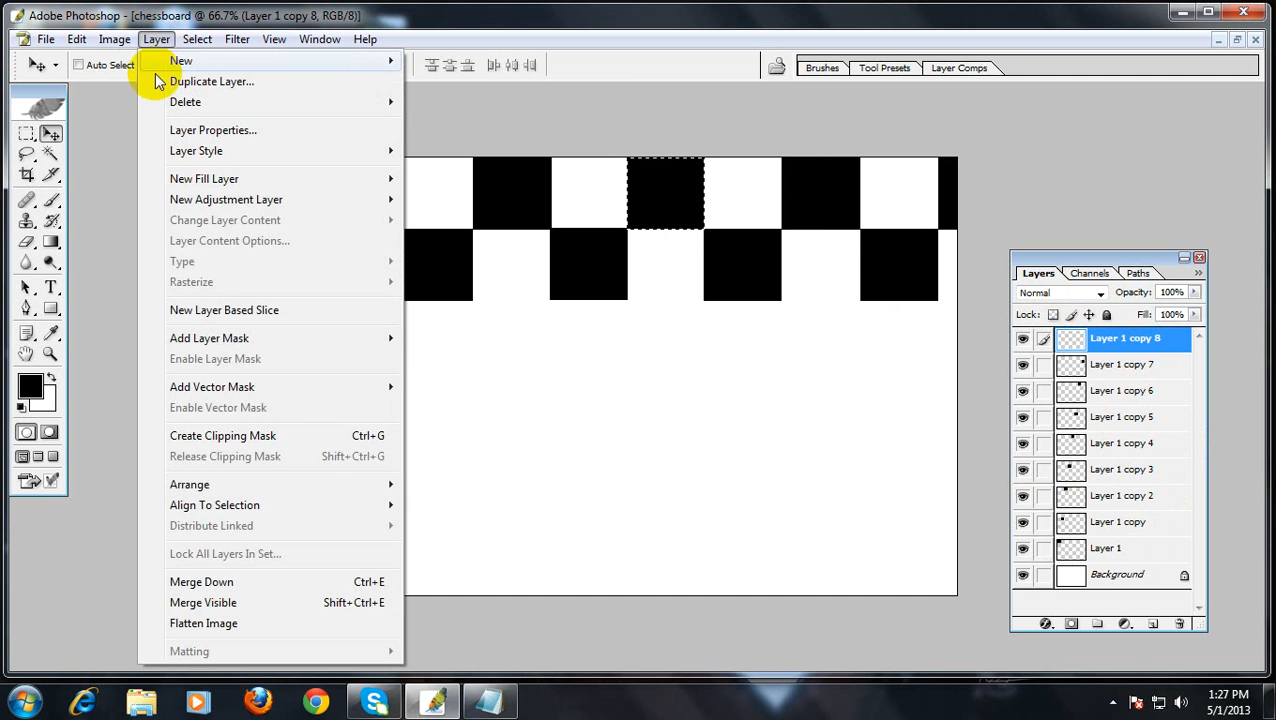 Adobe Photoshop - [chessboard @ 66.7% (Layer 1 copy 8, RGB/8)]
File Edit Image Layer Select Filter View Window Help
Auto Select
Brushes Tool Presets Layer Comps
New
Duplicate Layer...
Delete
Layer Properties...
Layer Style
New Fill Layer
New Adjustment Layer
Change Layer Content
Layer Content Options...
Type
Rasterize
New Layer Based Slice
Add Layer Mask
Enable Layer Mask
Add Vector Mask
Enable Vector Mask
Create Clipping Mask Ctrl+G
Release Clipping Mask Shift+Ctrl+G
Arrange
Align To Selection
Distribute Linked
Lock All Layers In Set...
Merge Down Ctrl+E
Merge Visible Shift+Ctrl+E
Flatten Image
Matting
Layers Channels Paths
Normal Opacity: 100%
Lock: Fill: 100%
Layer 1 copy 8
Layer 1 copy 7
Layer 1 copy 6
Layer 1 copy 5
Layer 1 copy 4
Layer 1 copy 3
Layer 1 copy 2
Layer 1 copy
Layer 1
Background
1:27 PM
5/1/2013